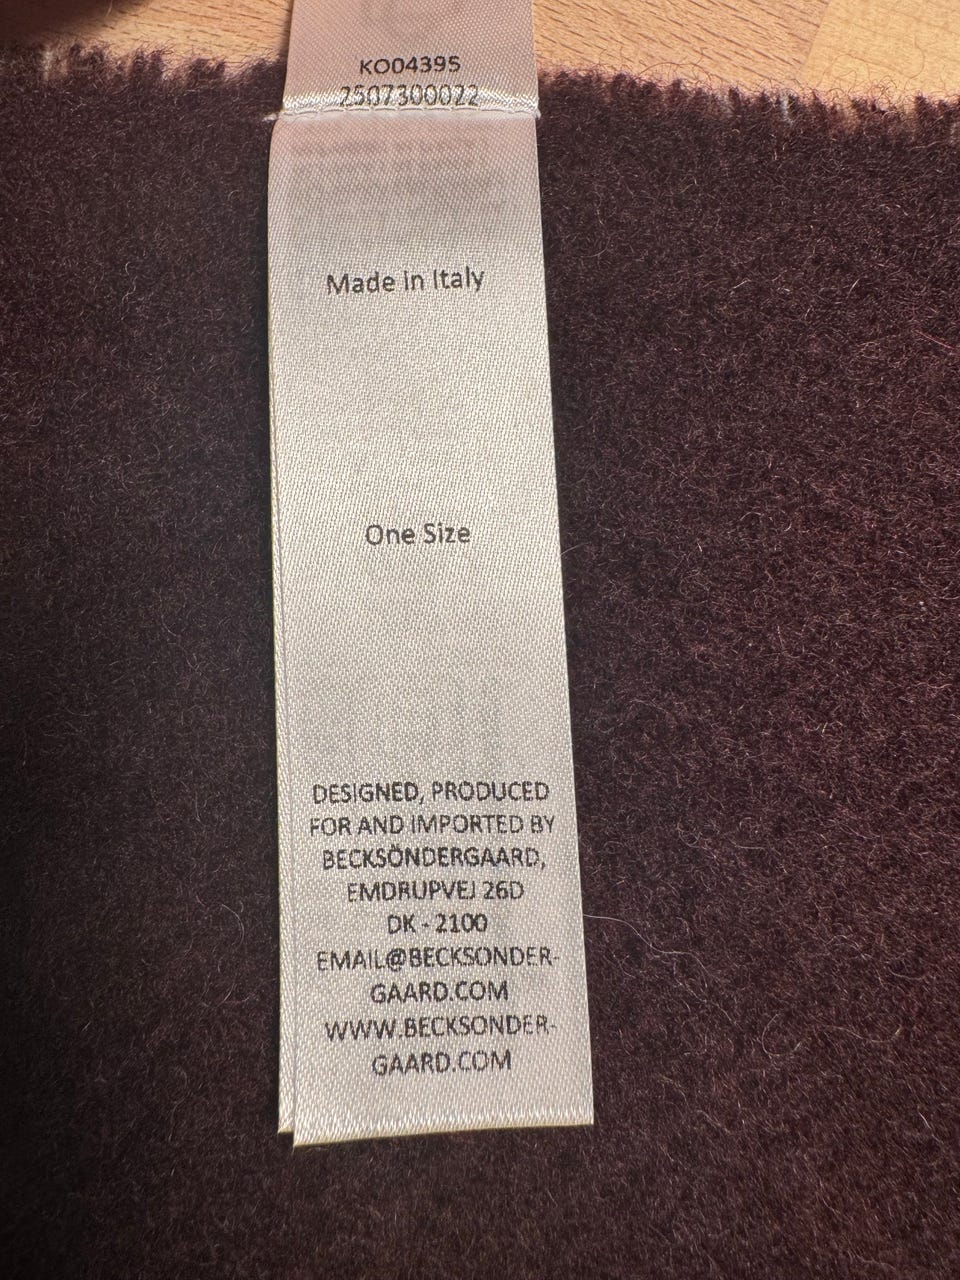 KO04395
2507300022
Made in Italy
One Size
DESIGNED, PRODUCED
FOR AND IMPORTED BY
BECKSÖNDERGAARD,
EMDRUPVEJ 26D
DK - 2100
EMAIL@BECKSONDER-
GAARD.COM
WWW.BECKSONDER-
GAARD.COM